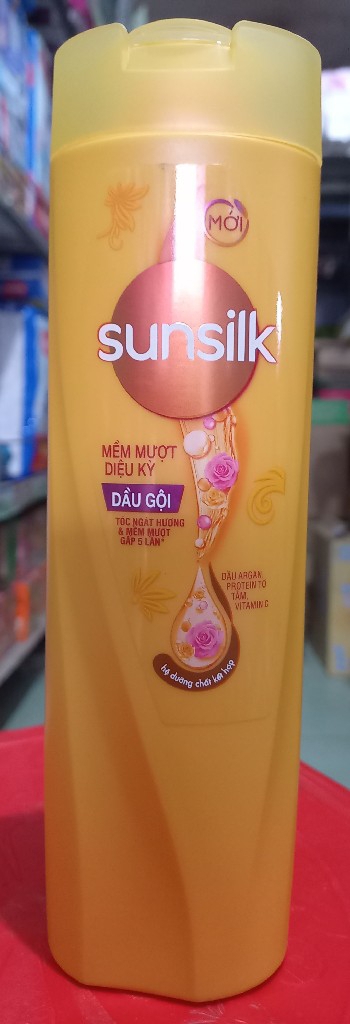 MỚI
sunsilk
MỀM MƯỢT
DIỆU KỲ
DẦU GỘI
TÓC NGÁT HƯƠNG
& MỀM MƯỢT
GẤP 5 LẦN*
DẦU ARGAN,
PROTEIN TƠ
TẰM,
VITAMIN C
hệ dưỡng chất kết hợp